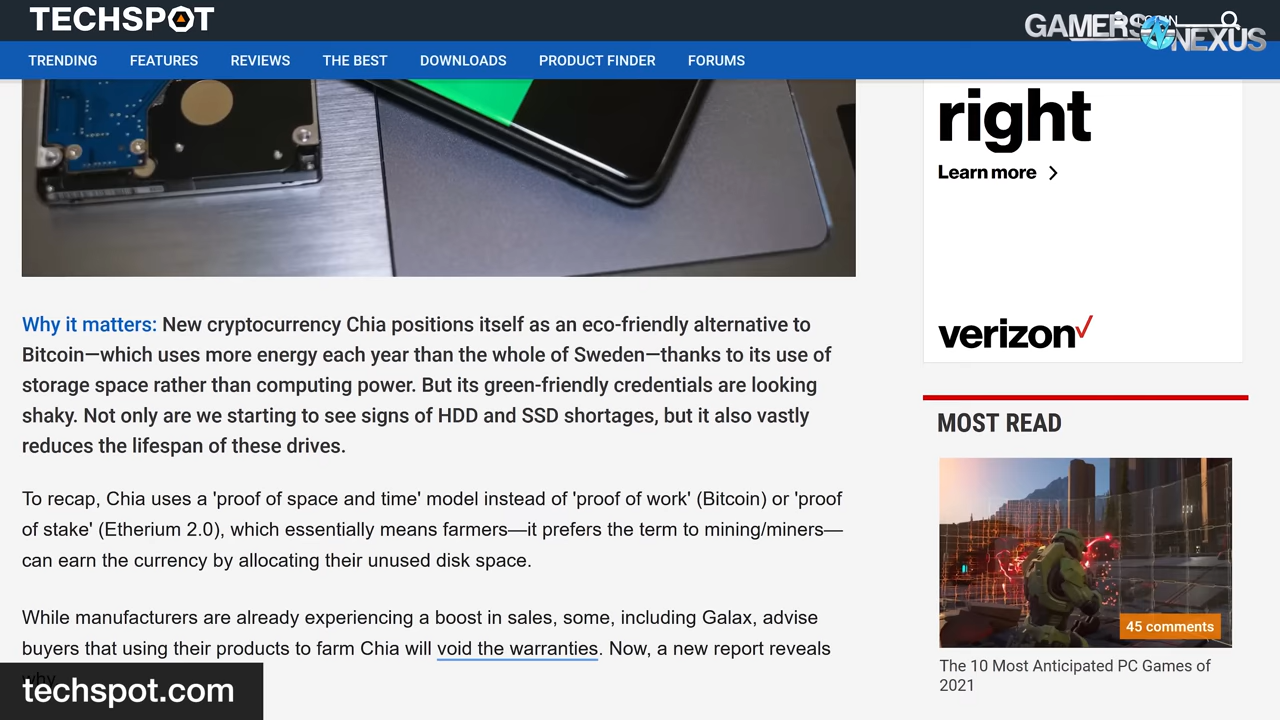 TECHSPOT
LOGIN
GAMERS NEXUS
TRENDING FEATURES REVIEWS THE BEST DOWNLOADS PRODUCT FINDER FORUMS
right
Learn more
verizon
Why it matters: New cryptocurrency Chia positions itself as an eco-friendly alternative to
Bitcoin—which uses more energy each year than the whole of Sweden—thanks to its use of
storage space rather than computing power. But its green-friendly credentials are looking
shaky. Not only are we starting to see signs of HDD and SSD shortages, but it also vastly
reduces the lifespan of these drives.
To recap, Chia uses a 'proof of space and time' model instead of 'proof of work' (Bitcoin) or 'proof
of stake' (Etherium 2.0), which essentially means farmers—it prefers the term to mining/miners—
can earn the currency by allocating their unused disk space.
While manufacturers are already experiencing a boost in sales, some, including Galax, advise
buyers that using their products to farm Chia will void the warranties. Now, a new report reveals
why.
techspot.com
MOST READ
45 comments
The 10 Most Anticipated PC Games of
2021